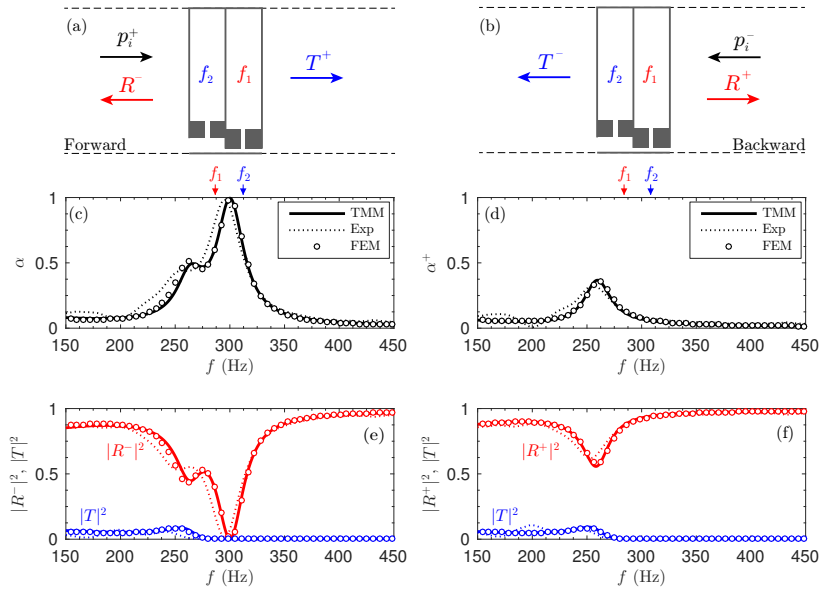 (a)
p_i^+
R^-
f_2
f_1
T^+
Forward
(b)
T^-
f_2
f_1
p_i^-
R^+
Backward
f_1
f_2
(c)
TMM
Exp
FEM
1
0.5
0
α
150 200 250 300 350 400 450
f (Hz)
f_1
f_2
(d)
TMM
Exp
FEM
1
0.5
0
α^+
150 200 250 300 350 400 450
f (Hz)
(e)
|R^-|^2
|T|^2
1
0.5
0
|R^-|^2, |T|^2
150 200 250 300 350 400 450
f (Hz)
(f)
|R^+|^2
|T|^2
1
0.5
0
|R^+|^2, |T|^2
150 200 250 300 350 400 450
f (Hz)